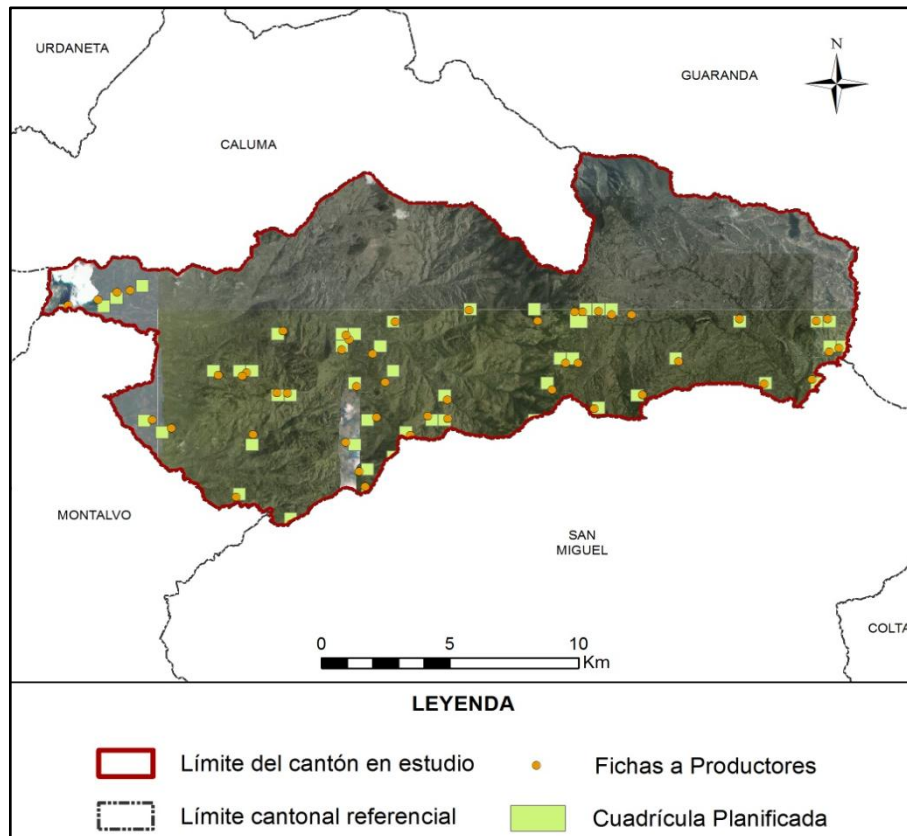 URDANETA
N
GUARANDA
CALUMA
MONTALVO
SAN
MIGUEL
COLTA
0 5 10
Km
LEYENDA
Límite del cantón en estudio
Fichas a Productores
Límite cantonal referencial
Cuadrícula Planificada